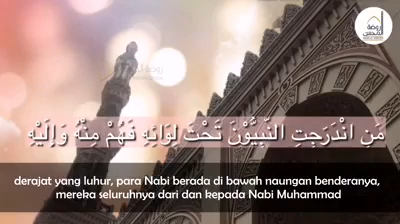 مَنِ انْدَرَجَتِ النَّبِيُّوْنَ تَحْتَ لِوَائِهِ فَهُمْ مِنْهُ وَإِلَيْهِ
derajat yang luhur, para Nabi berada di bawah naungan benderanya,
mereka seluruhnya dari dan kepada Nabi Muhammad